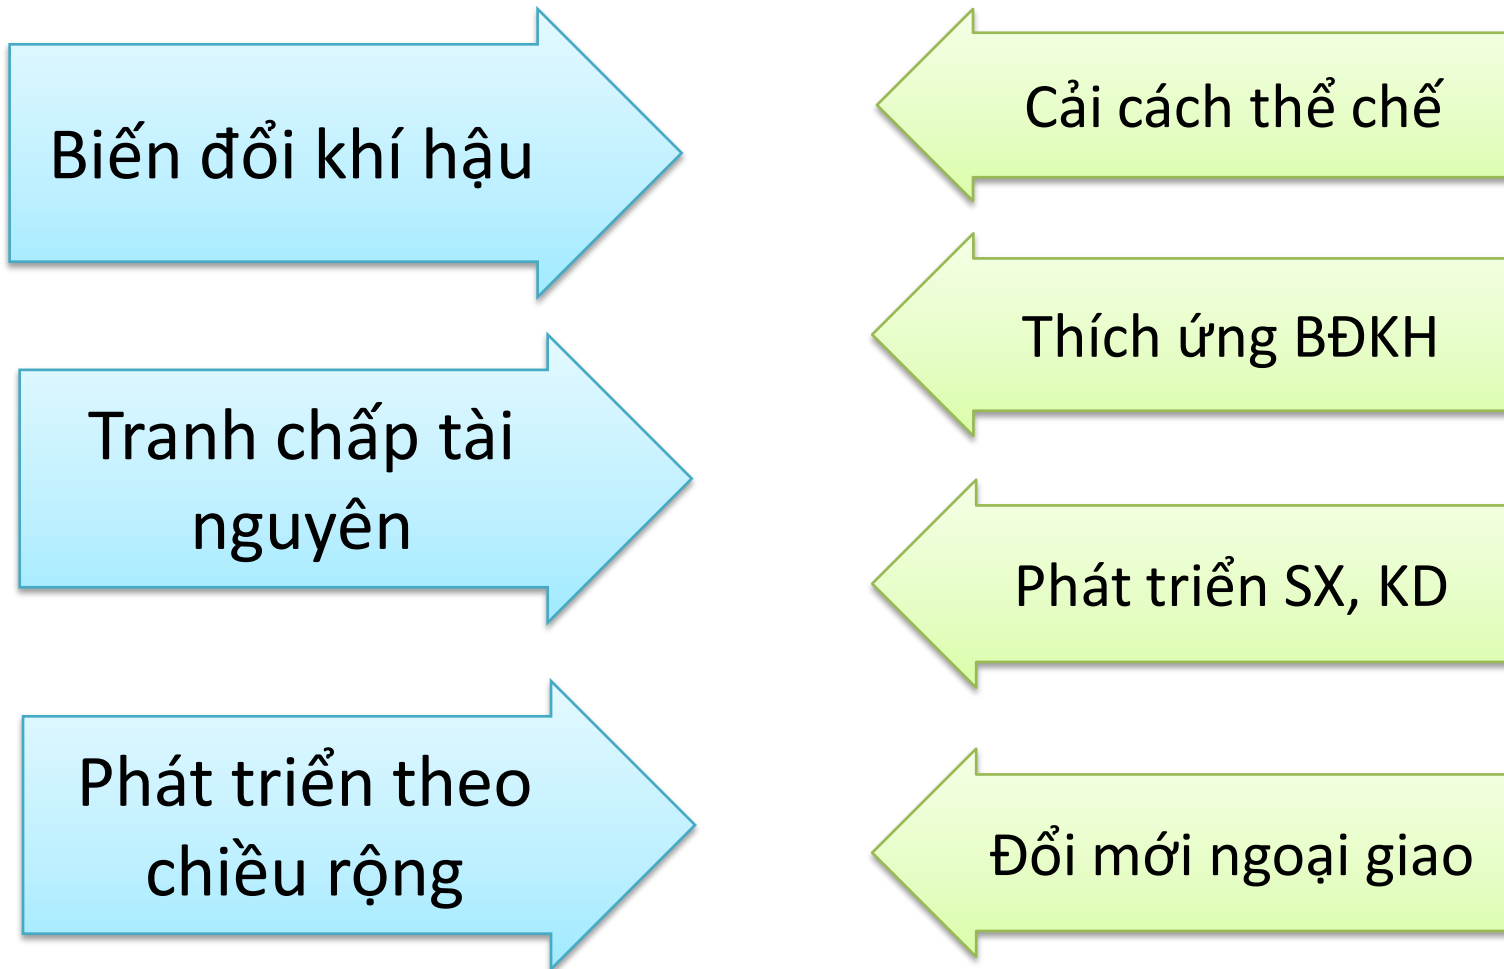 Biến đổi khí hậu
Tranh chấp tài
nguyên
Phát triển theo
chiều rộng
Cải cách thể chế
Thích ứng BĐKH
Phát triển SX, KD
Đổi mới ngoại giao